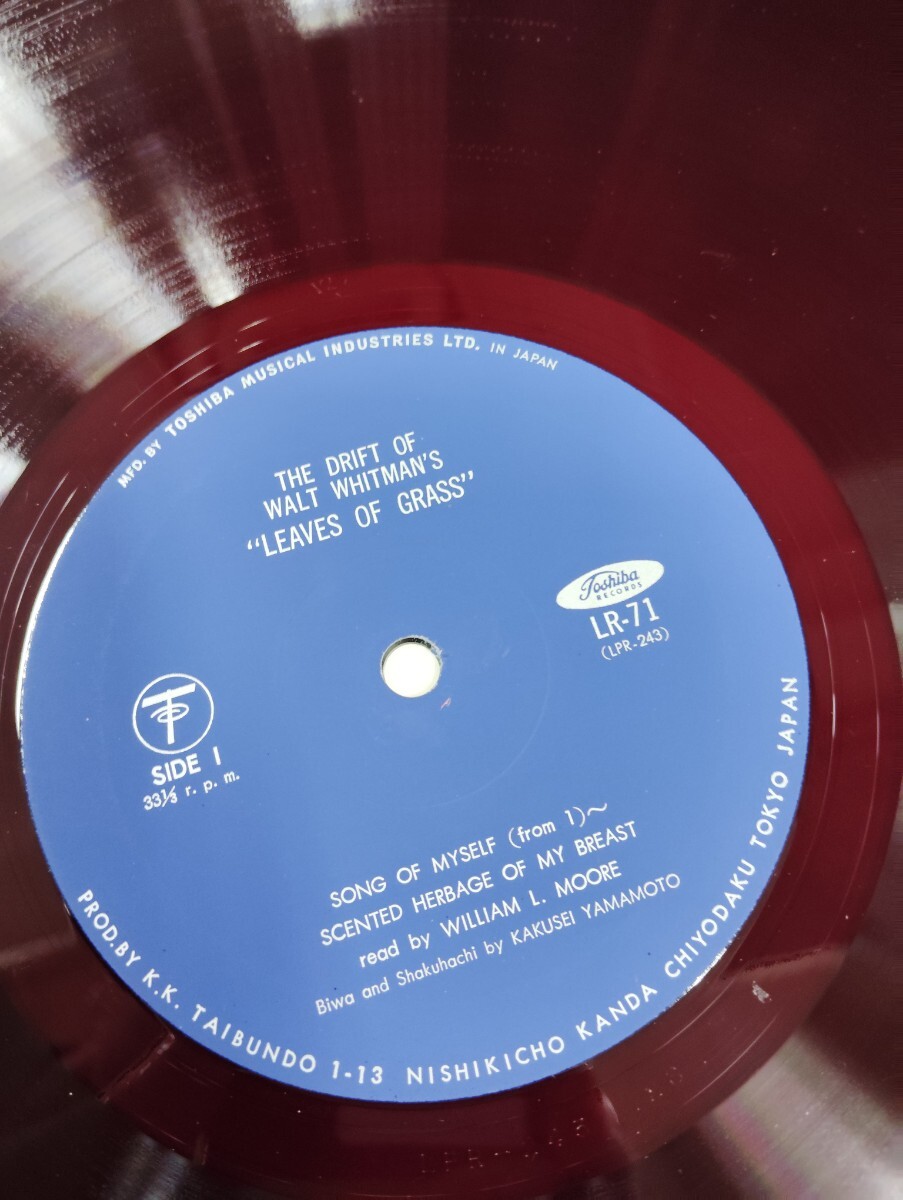 MFD. BY TOSHIBA MUSICAL INDUSTRIES LTD. IN JAPAN
THE DRIFT OF
WALT WHITMAN'S
“LEAVES OF GRASS”
Toshiba
RECORDS
LR-71
(LPR-243)
SIDE I
33⅓ r. p. m.
SONG OF MYSELF (from 1)~
SCENTED HERBAGE OF MY BREAST
read by WILLIAM L. MOORE
Biwa and Shakuhachi by KAKUSEI YAMAMOTO
PROD.BY K.K. TAIBUNDO 1-13 NISHIKICHO KANDA CHIYODAKU TOKYO JAPAN